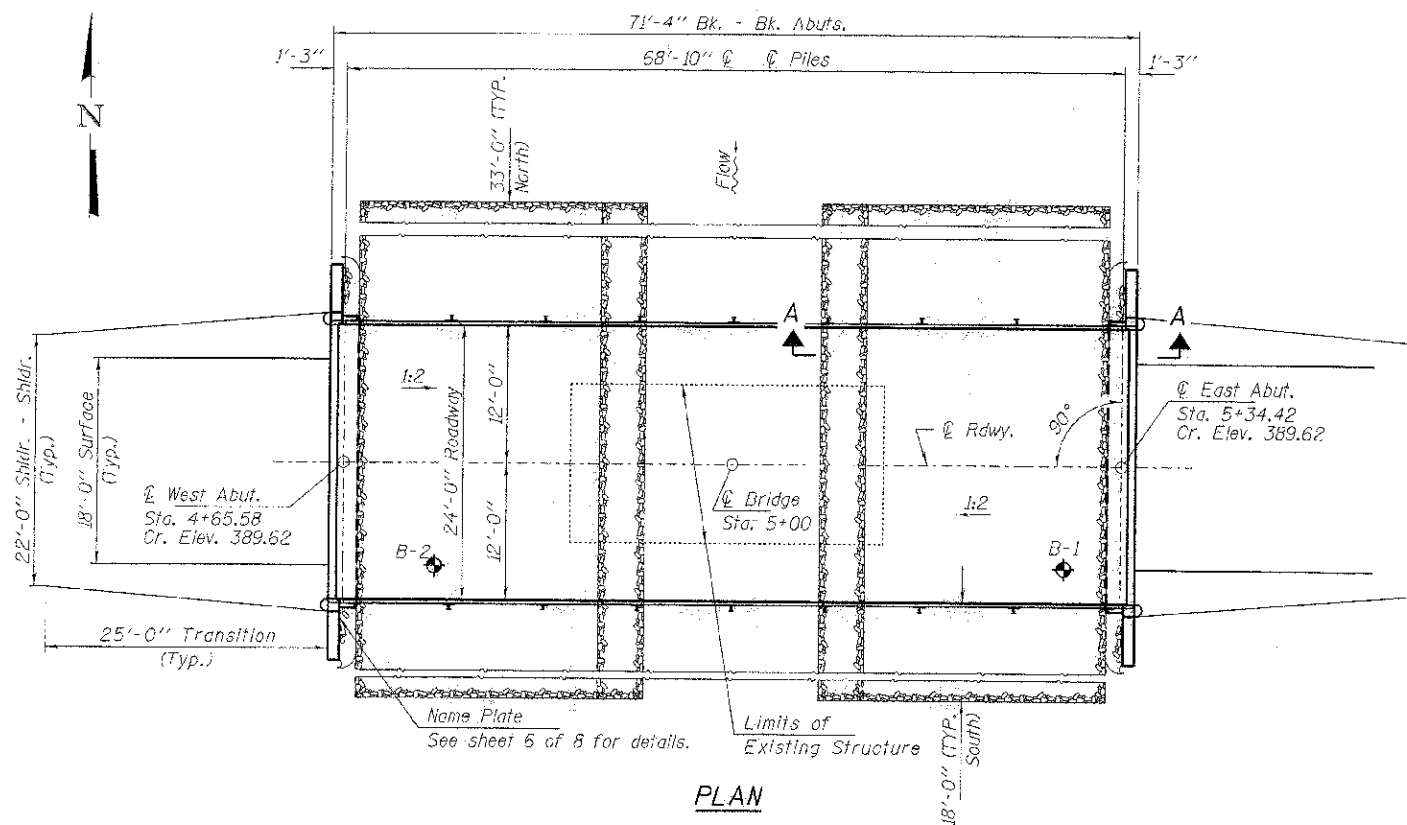 71'-4" Bk. - Bk. Abuts.
1'-3"
68'-10" ℄ ℄ Piles
1'-3"
N
33'-0" (TYP.
North)
Flow
A
A
1:2
12'-0"
24'-0" Roadway
12'-0"
22'-0" Shldr. - Shldr.
(Typ.)
18'-0" Surface
(Typ.)
℄ West Abut.
Sta. 4+65.58
Cr. Elev. 389.62
℄ Bridge
Sta. 5+00
℄ Rdwy.
90°
℄ East Abut.
Sta. 5+34.42
Cr. Elev. 389.62
1:2
B-2
B-1
25'-0" Transition
(Typ.)
Name Plate
See sheet 6 of 8 for details.
Limits of
Existing Structure
18'-0" (TYP.
South)
PLAN